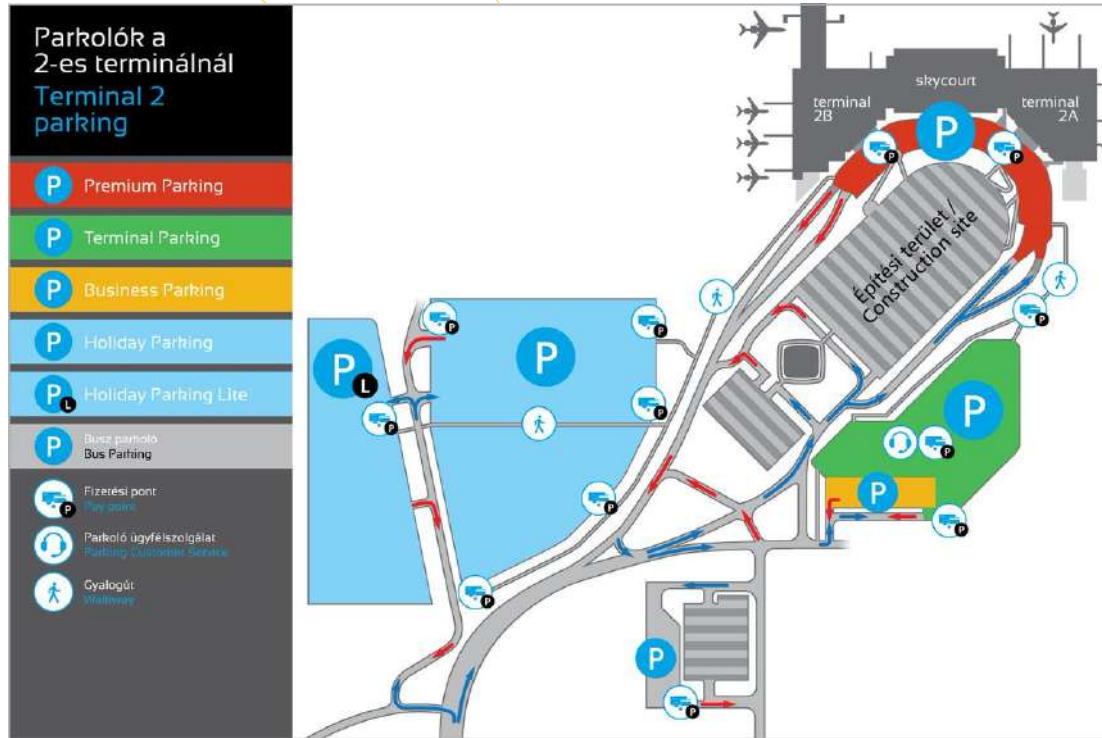 Parkolók a
2-es terminálnál
Terminal 2
parking
P Premium Parking
P Terminal Parking
P Business Parking
P Holiday Parking
P L Holiday Parking Lite
P Busz parkoló
Bus Parking
P Fizetési pont
Pay point
Parkoló ügyfélszolgálat
Parking Customer Service
Gyalogút
Walkway
skycourt
terminal
2B
terminal
2A
P
P
P
Építési terület /
Construction site
P
P
P
P
L
P
P
P
P
P
P
P
P
P
P
P
P